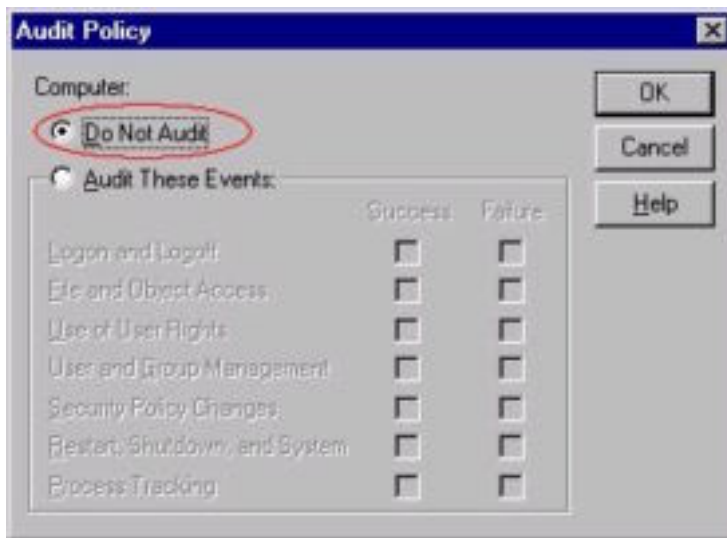 Audit Policy
Computer:
Do Not Audit
Audit These Events:
Success Failure
Logon and Logoff
File and Object Access
Use of User Rights
User and Group Management
Security Policy Changes
Restart, Shutdown, and System
Process Tracking
OK
Cancel
Help